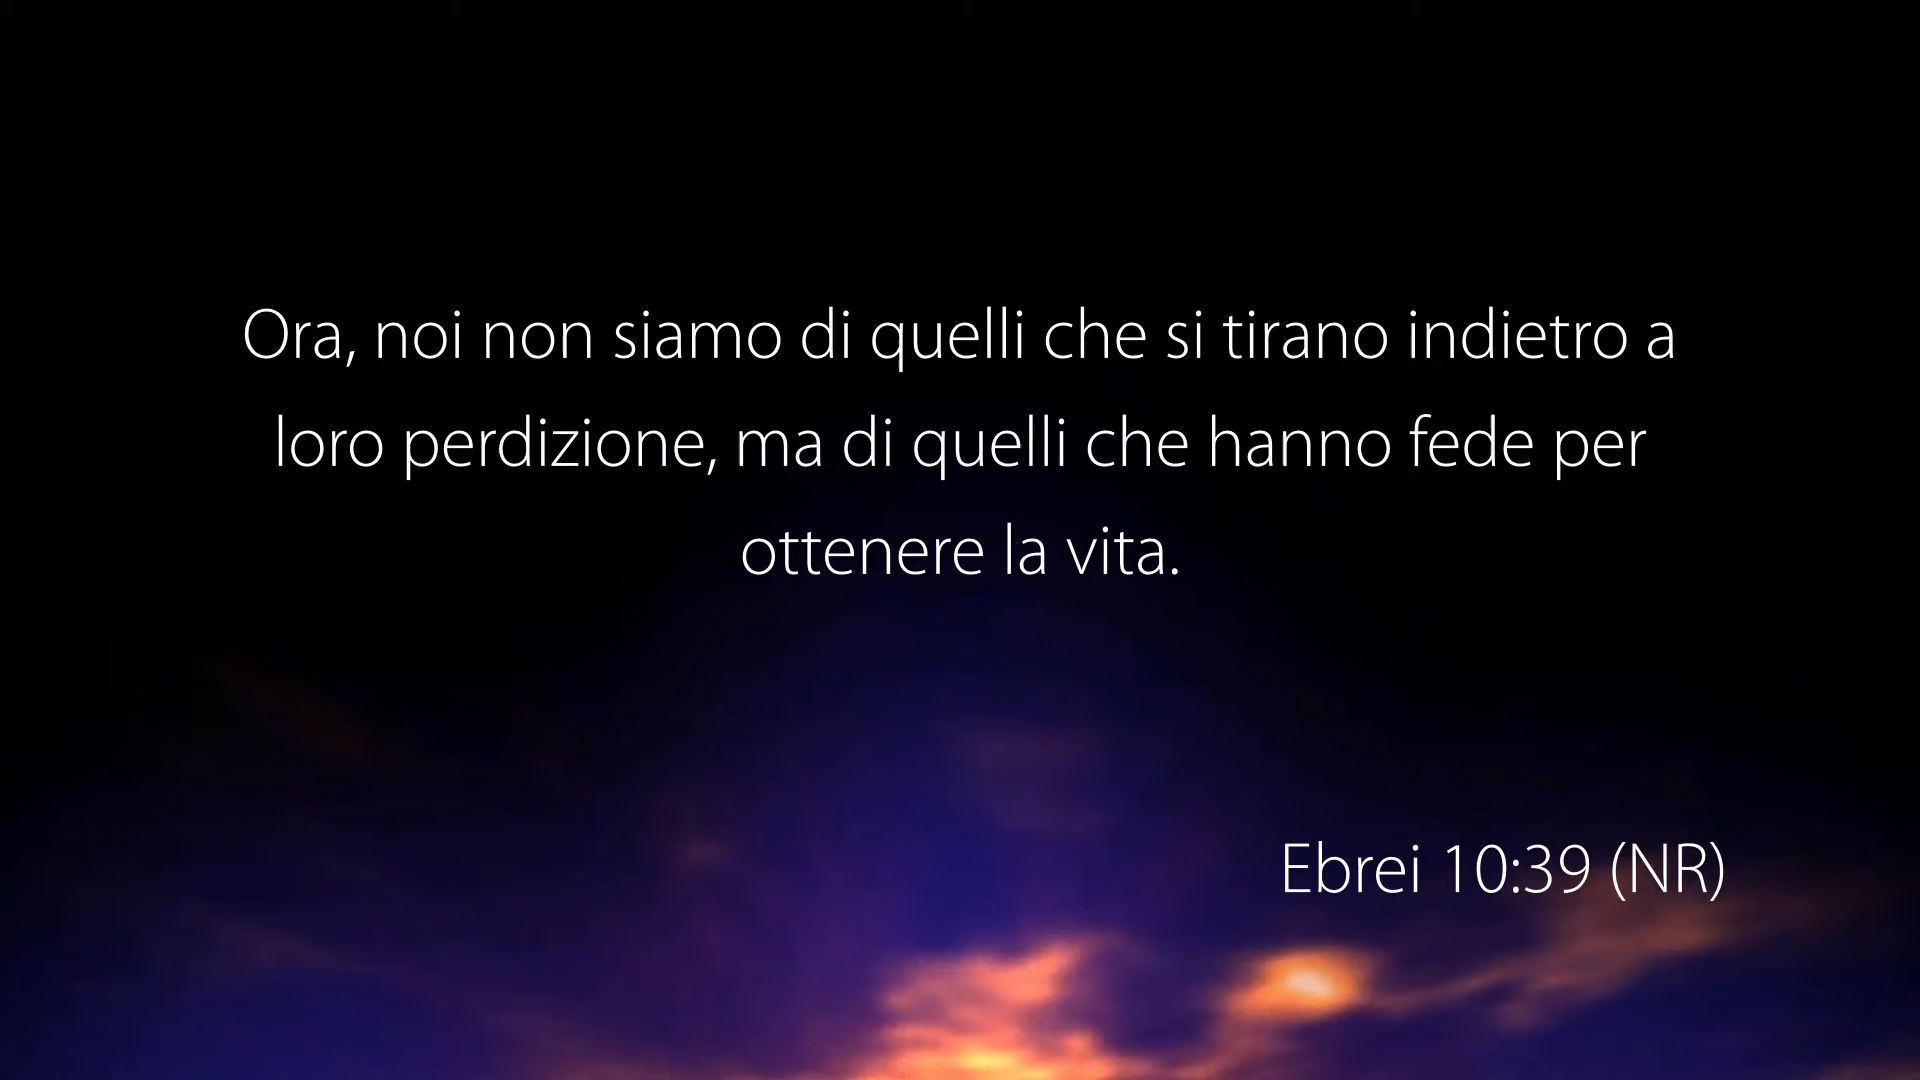 Ora, noi non siamo di quelli che si tirano indietro a
loro perdizione, ma di quelli che hanno fede per
ottenere la vita.
Ebrei 10:39 (NR)